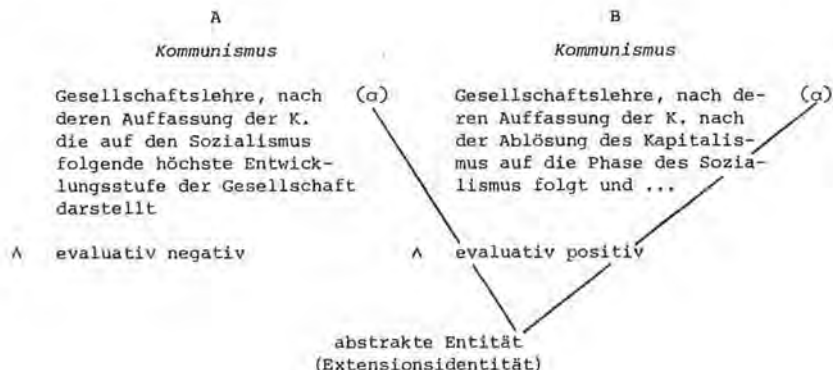 A
Kommunismus
Gesellschaftslehre, nach (α)
deren Auffassung der K.
die auf den Sozialismus
folgende höchste Entwick-
lungsstufe der Gesellschaft
darstellt
∧ evaluativ negativ
B
Kommunismus
Gesellschaftslehre, nach de- (α)
ren Auffassung der K. nach
der Ablösung des Kapitalis-
mus auf die Phase des Sozia-
lismus folgt und ...
∧ evaluativ positiv
abstrakte Entität
(Extensionsidentität)